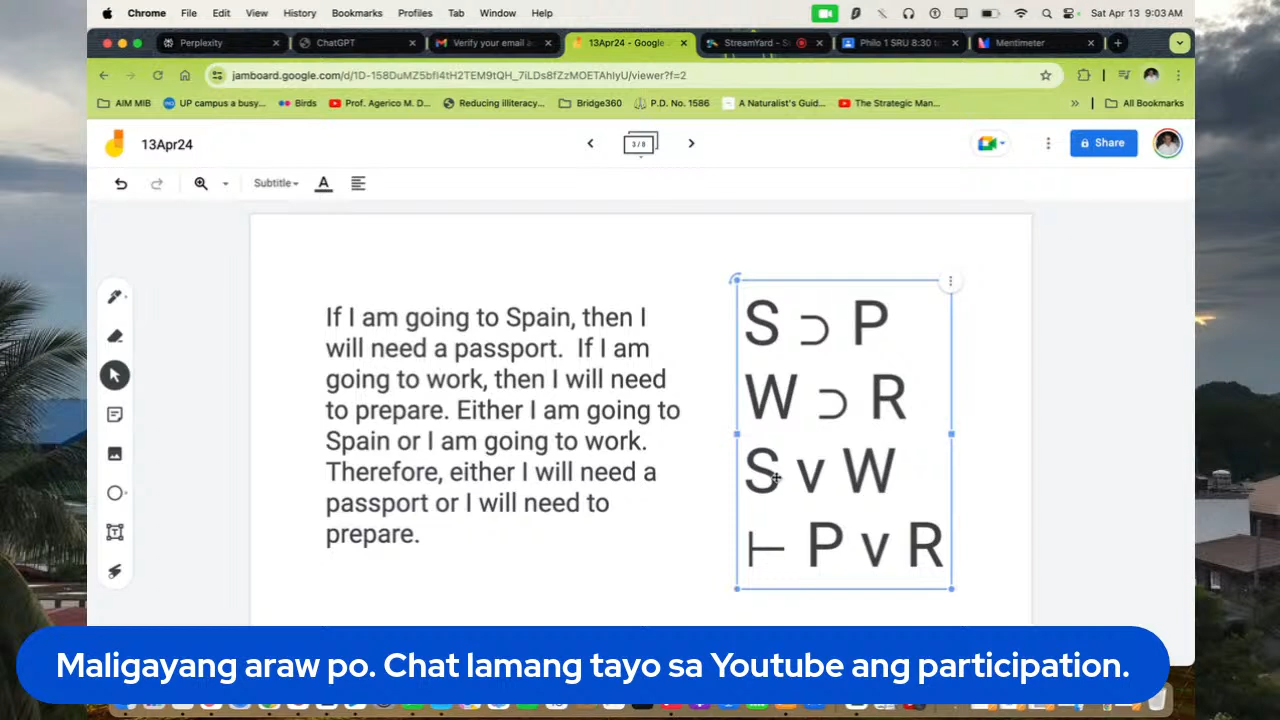 Chrome File Edit View History Bookmarks Profiles Tab Window Help Sat Apr 13 9:03 AM
Perplexity ChatGPT Verify your email a 13Apr24 - Google StreamYard - Philo 1 SRU 8:30 t Mentimeter
jamboard.google.com/d/1D-158DuMZ5bfl4tH2TEM9tQH_7iLDs8fZzMOETAhlyU/viewer?f=2
AIM MIB UP campus a busy... Birds Prof. Agerico M. D... Reducing illiteracy... Bridge360 P.D. No. 1586 A Naturalist's Guid... The Strategic Man... » All Bookmarks
13Apr24 3 / 8 Share
Subtitle A
If I am going to Spain, then I
will need a passport. If I am
going to work, then I will need
to prepare. Either I am going to
Spain or I am going to work.
Therefore, either I will need a
passport or I will need to
prepare.
S ⊃ P
W ⊃ R
S v W
⊢ P v R
Maligayang araw po. Chat lamang tayo sa Youtube ang participation.